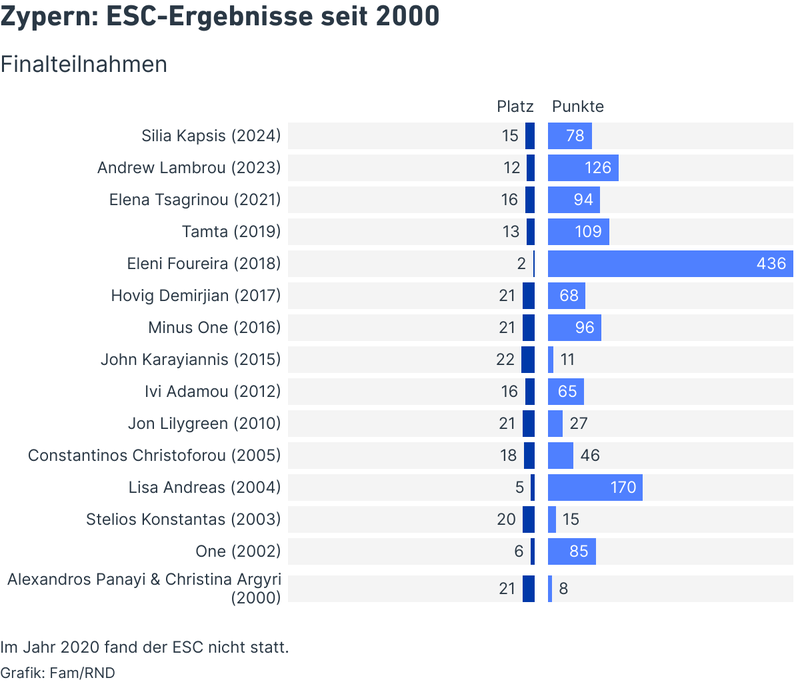 Zypern: ESC-Ergebnisse seit 2000
Finalteilnahmen
Platz Punkte
Silia Kapsis (2024) 15 78
Andrew Lambrou (2023) 12 126
Elena Tsagrinou (2021) 16 94
Tamta (2019) 13 109
Eleni Foureira (2018) 2 436
Hovig Demirjian (2017) 21 68
Minus One (2016) 21 96
John Karayiannis (2015) 22 11
Ivi Adamou (2012) 16 65
Jon Lilygreen (2010) 21 27
Constantinos Christoforou (2005) 18 46
Lisa Andreas (2004) 5 170
Stelios Konstantas (2003) 20 15
One (2002) 6 85
Alexandros Panayi & Christina Argyri
(2000) 21 8
Im Jahr 2020 fand der ESC nicht statt.
Grafik: Fam/RND